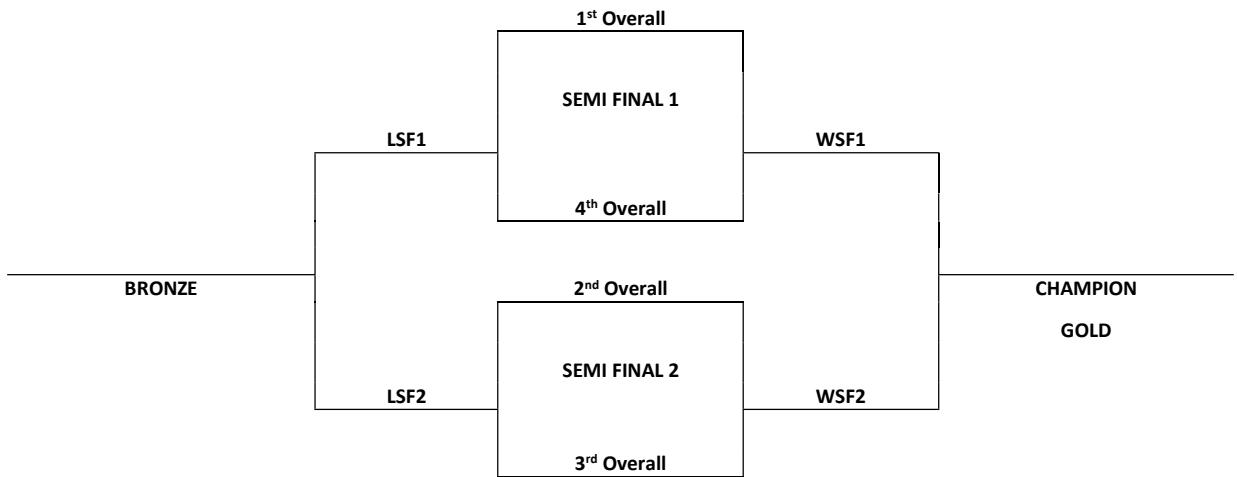 1st Overall
SEMI FINAL 1
LSF1
WSF1
4th Overall
BRONZE
2nd Overall
CHAMPION
GOLD
SEMI FINAL 2
LSF2
WSF2
3rd Overall